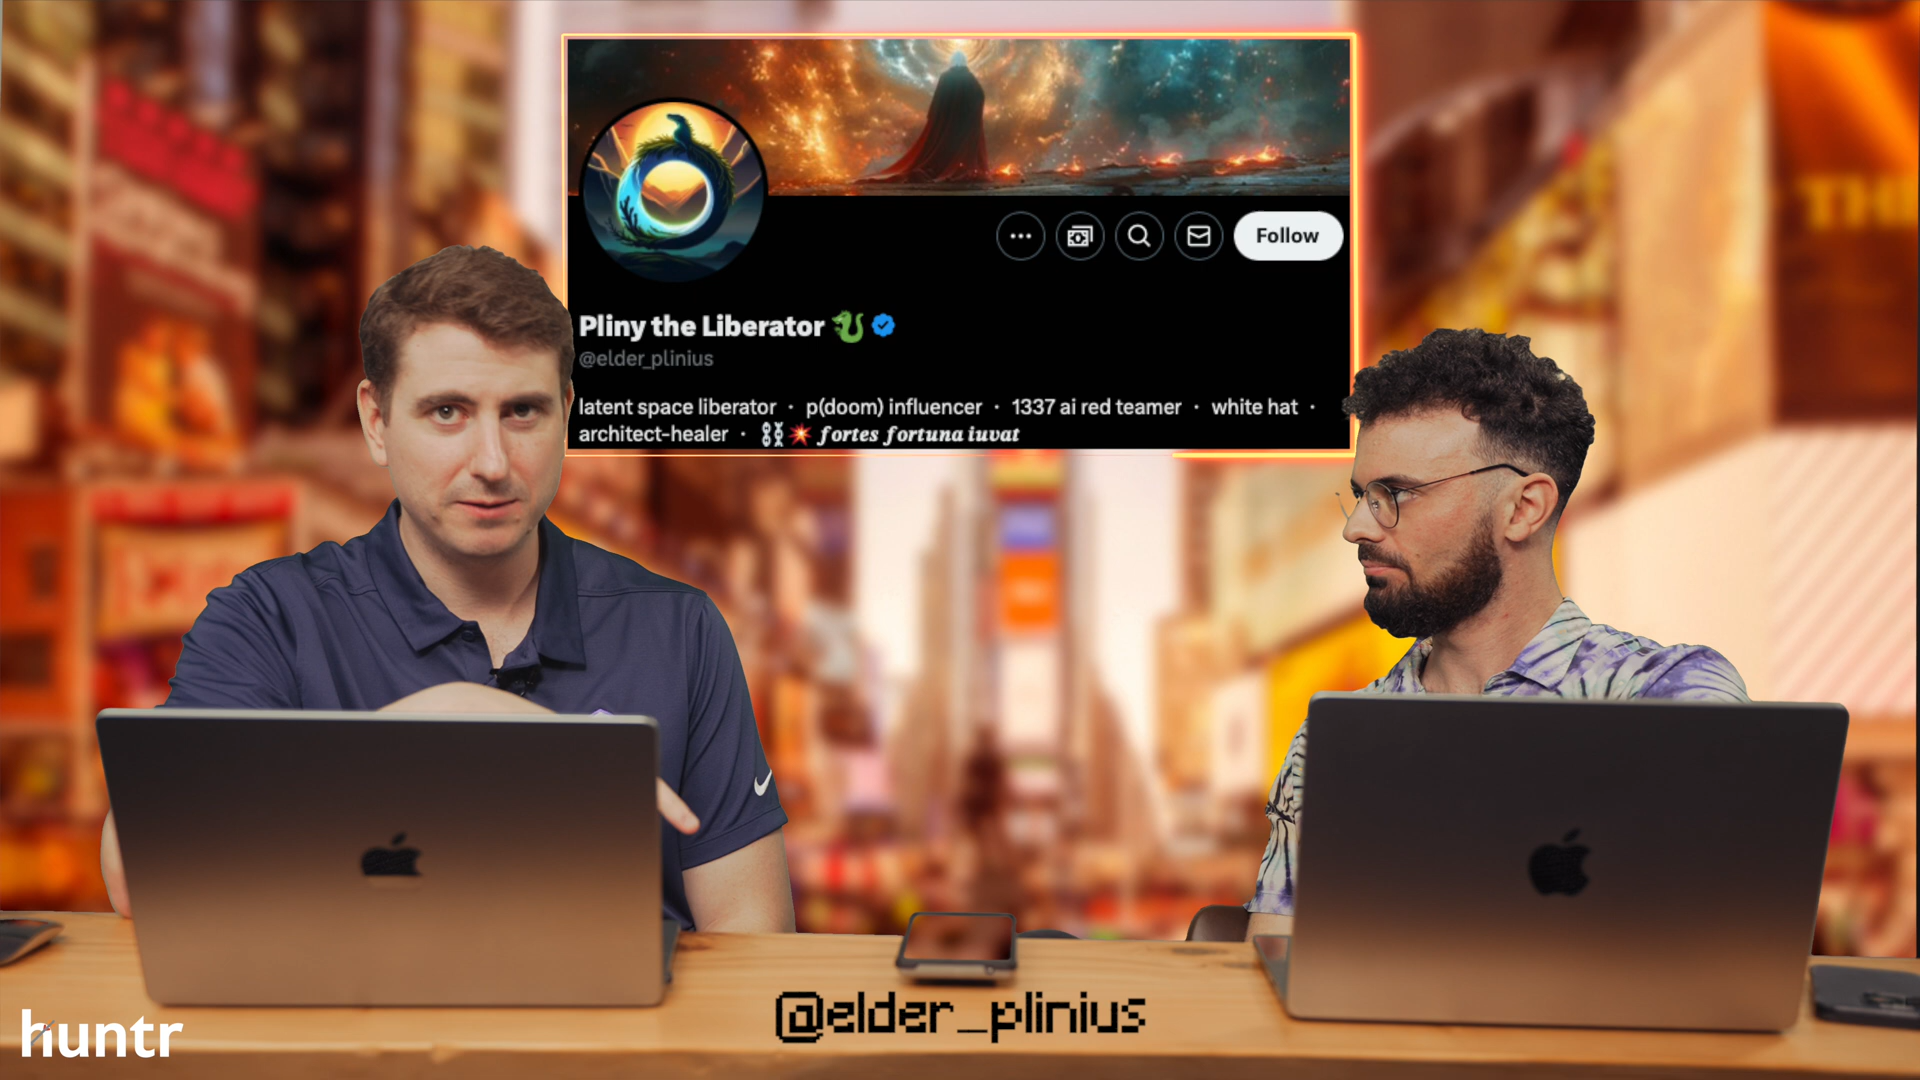 Follow
Pliny the Liberator
@elder_plinius
latent space liberator · p(doom) influencer · 1337 ai red teamer · white hat ·
architect-healer · ⛓️💥 fortes fortuna iuvat
@elder_plinius
huntr